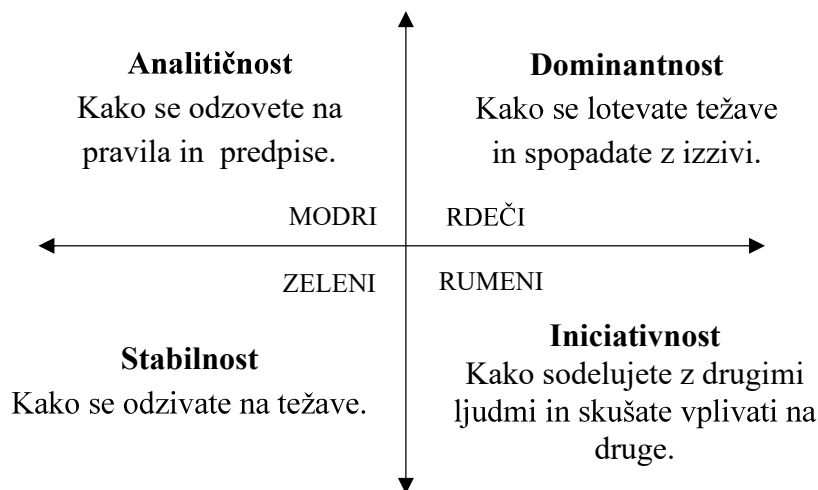 Analitičnost
Kako se odzovete na
pravila in predpise.
MODRI
Dominantnost
Kako se lotevate težave
in spopadate z izzivi.
RDEČI
ZELENI
Stabilnost
Kako se odzivate na težave.
RUMENI
Iniciativnost
Kako sodelujete z drugimi
ljudmi in skušate vplivati na
druge.